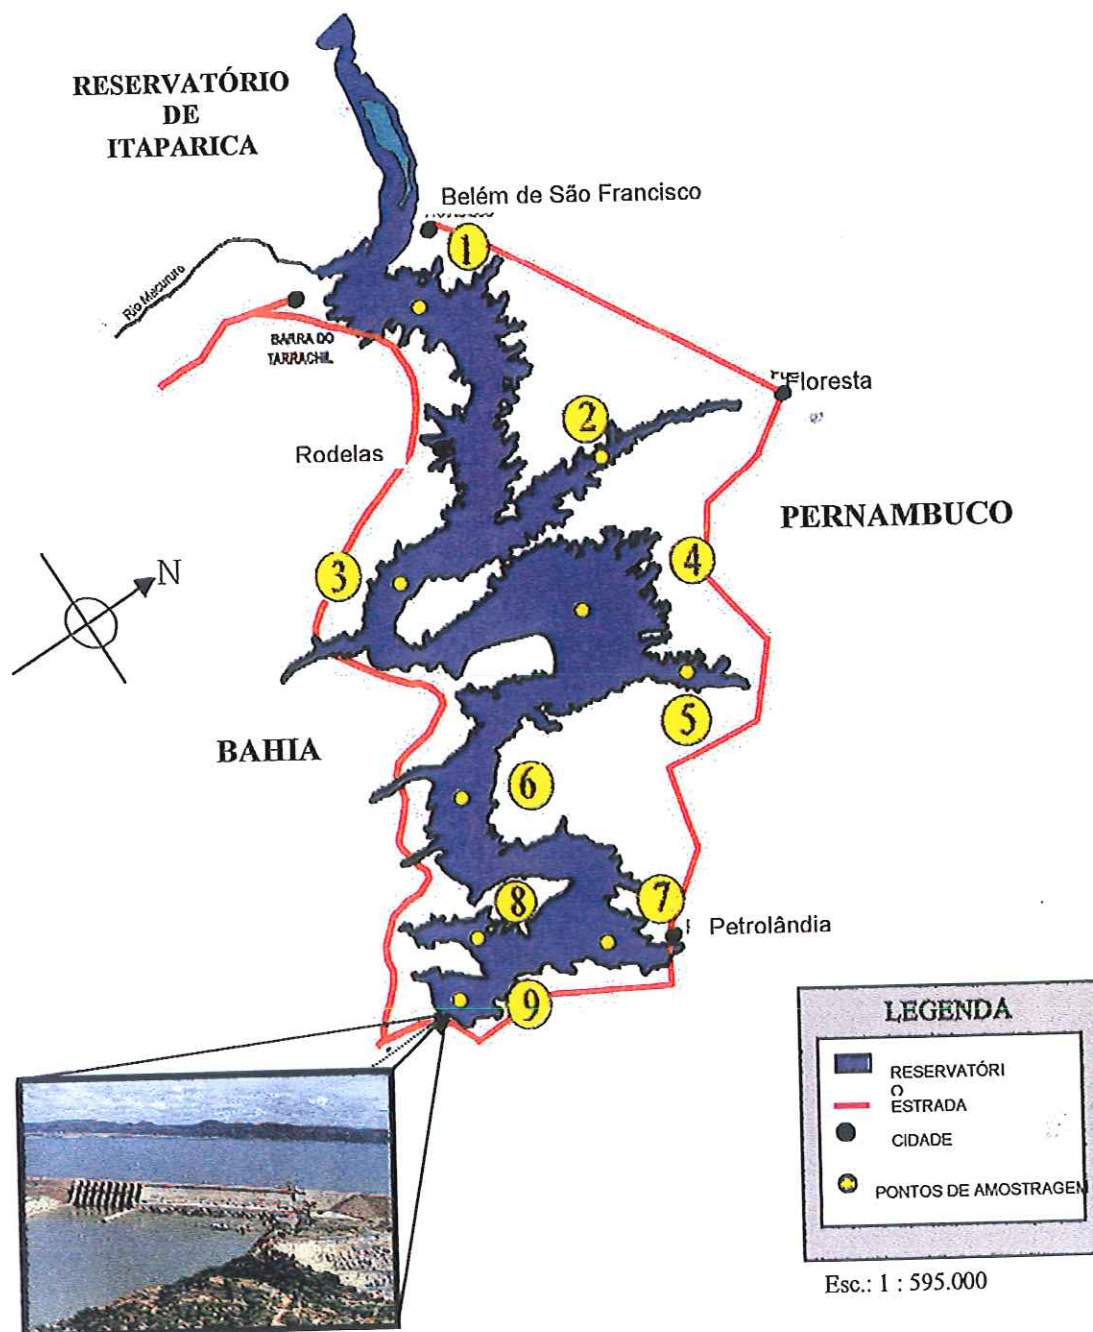 RESERVATÓRIO
DE
ITAPARICA
Belém de São Francisco
1
Rio Macururo
BARRA DO
TARRACHIL
Floresta
2
Rodelas
PERNAMBUCO
3
4
N
5
BAHIA
6
8
7
Petrolândia
9
LEGENDA
RESERVATÓRI
O
ESTRADA
CIDADE
PONTOS DE AMOSTRAGEM
Esc.: 1 : 595.000